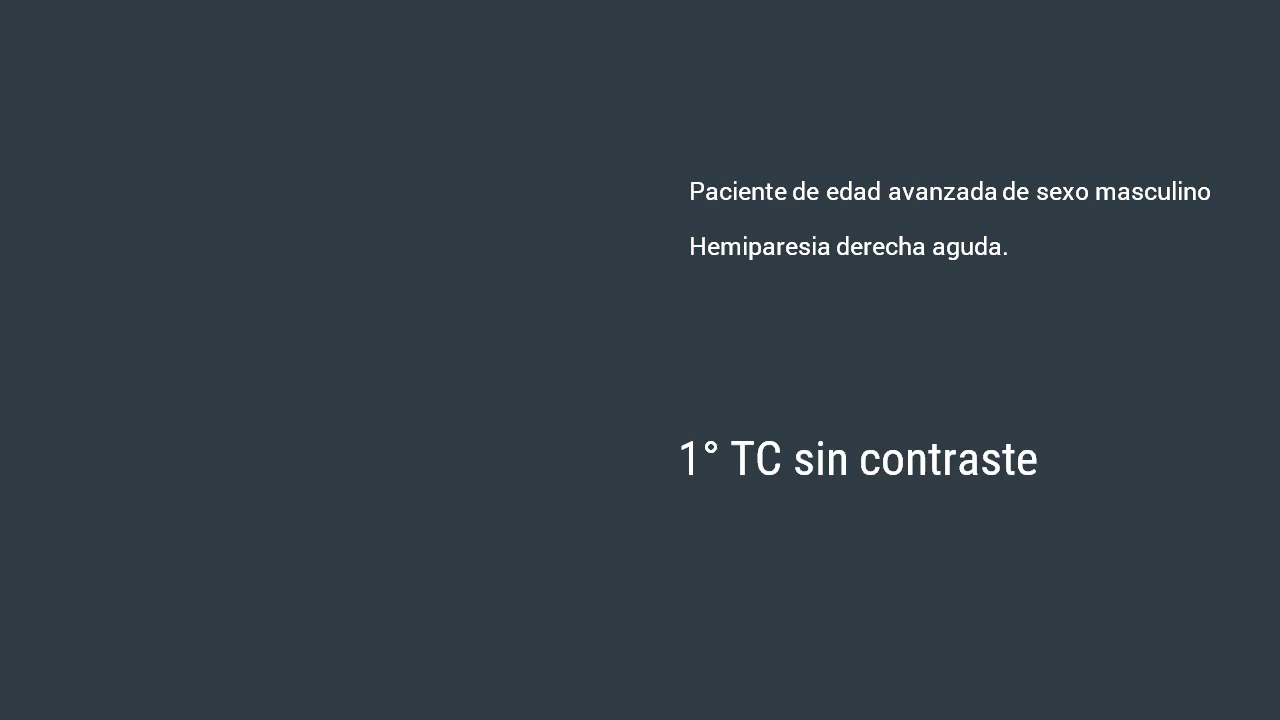 Paciente de edad avanzada de sexo masculino
Hemiparesia derecha aguda.
1° TC sin contraste